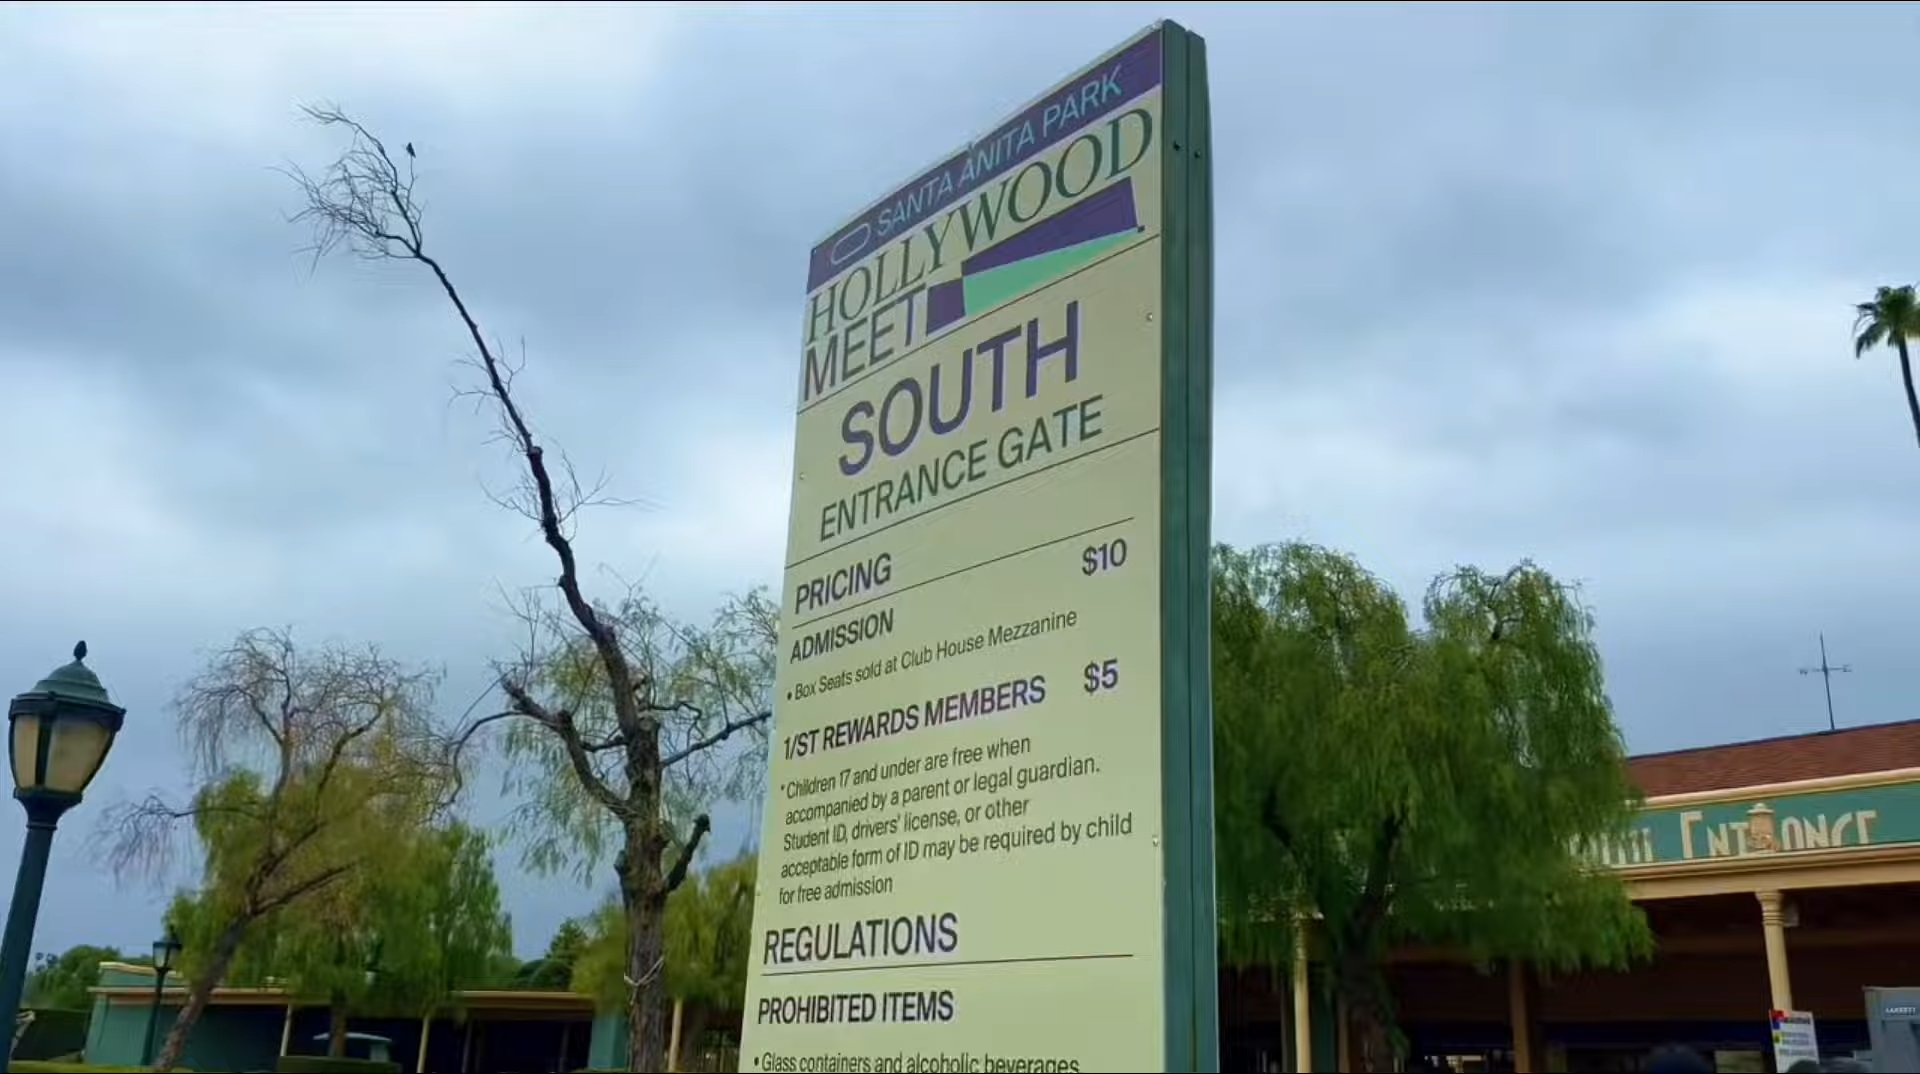 SANTA ANITA PARK
HOLLYWOOD
MEET
SOUTH
ENTRANCE GATE
PRICING
ADMISSION $10
• Box Seats sold at Club House Mezzanine
1/ST REWARDS MEMBERS $5
• Children 17 and under are free when
accompanied by a parent or legal guardian.
Student ID, drivers' license, or other
acceptable form of ID may be required by child
for free admission
REGULATIONS
PROHIBITED ITEMS
• Glass containers and alcoholic beverages
ENTRANCE